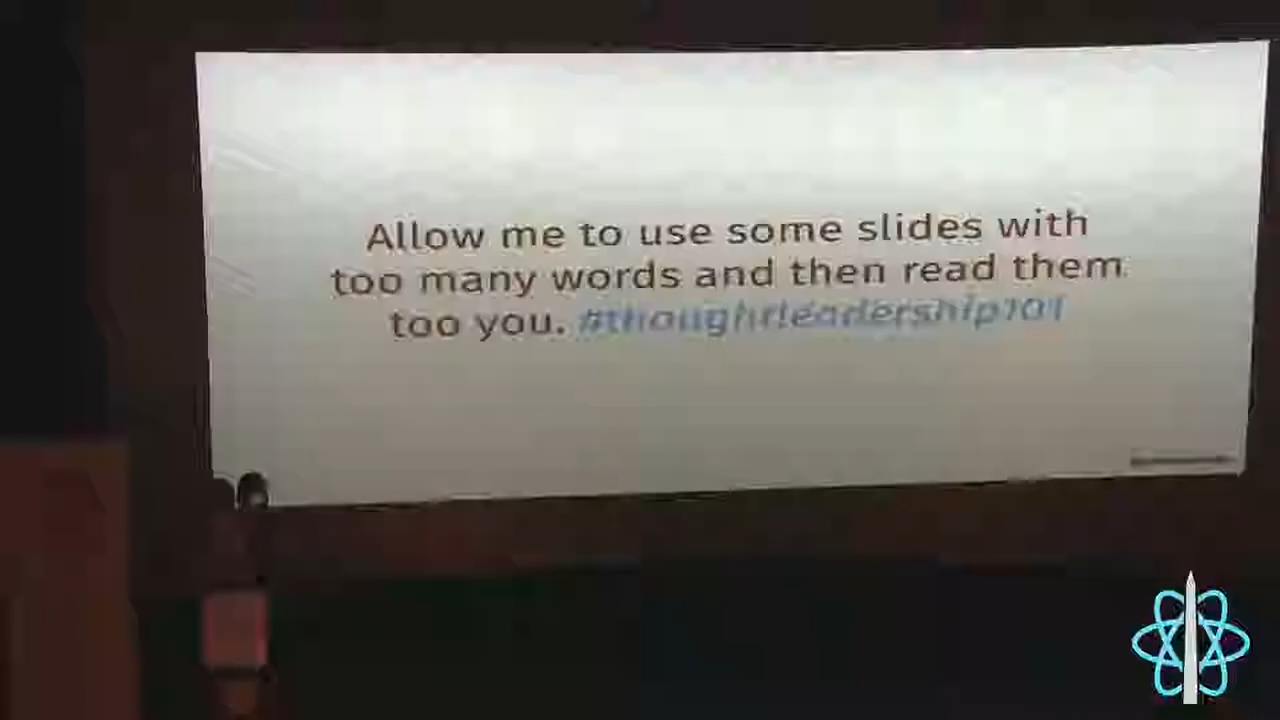 Allow me to use some slides with
too many words and then read them
too you. #thoughtleadership101